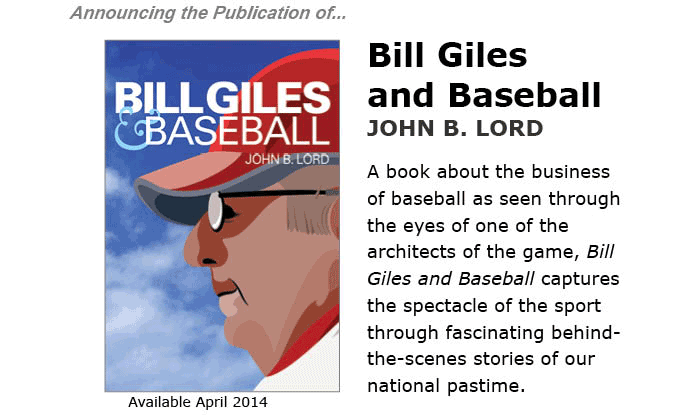 Announcing the Publication of...
BILL GILES
& BASEBALL
JOHN B. LORD
Available April 2014
Bill Giles
and Baseball
JOHN B. LORD
A book about the business
of baseball as seen through
the eyes of one of the
architects of the game, Bill
Giles and Baseball captures
the spectacle of the sport
through fascinating behind-
the-scenes stories of our
national pastime.